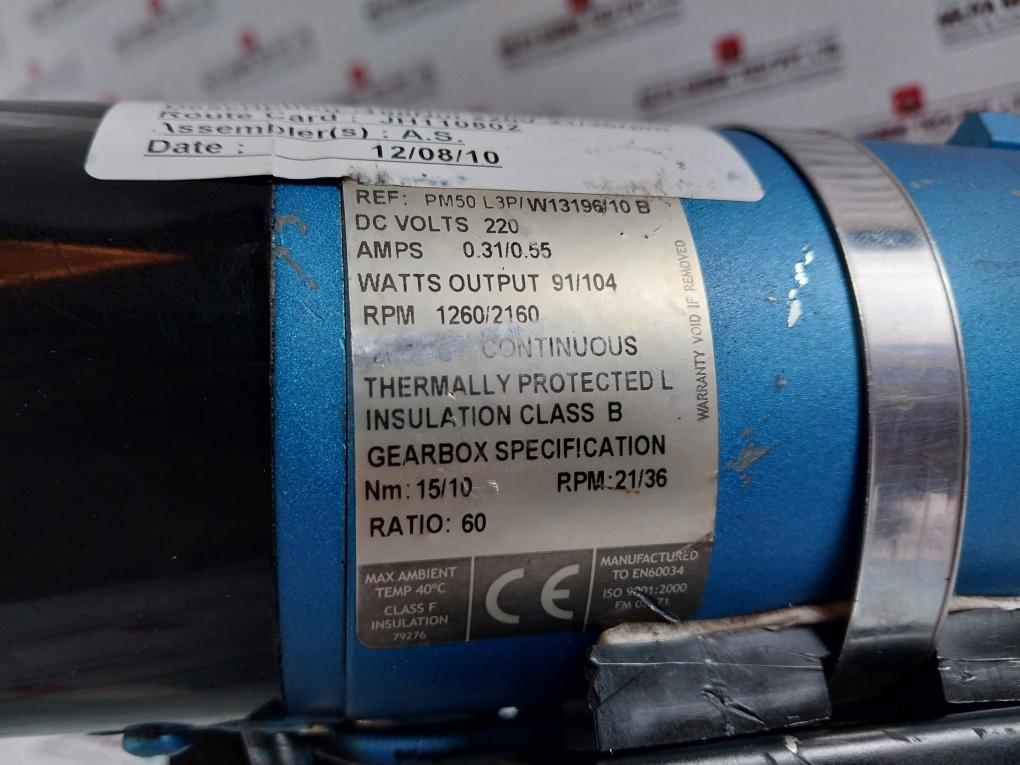 Route Card : JH110802
Assembler(s) : A.S.
Date : 12/08/10
REF: PM50 L3P/W13196/10 B
DC VOLTS 220
AMPS 0.31/0.55
WATTS OUTPUT 91/104
RPM 1260/2160
CONTINUOUS
THERMALLY PROTECTED L
INSULATION CLASS B
GEARBOX SPECIFICATION
Nm: 15/10 RPM: 21/36
RATIO: 60
WARRANTY VOID IF REMOVED
MAX AMBIENT
TEMP 40°C
CLASS F
INSULATION
79276
CE
MANUFACTURED
TO EN60034
ISO 9001:2000
FM